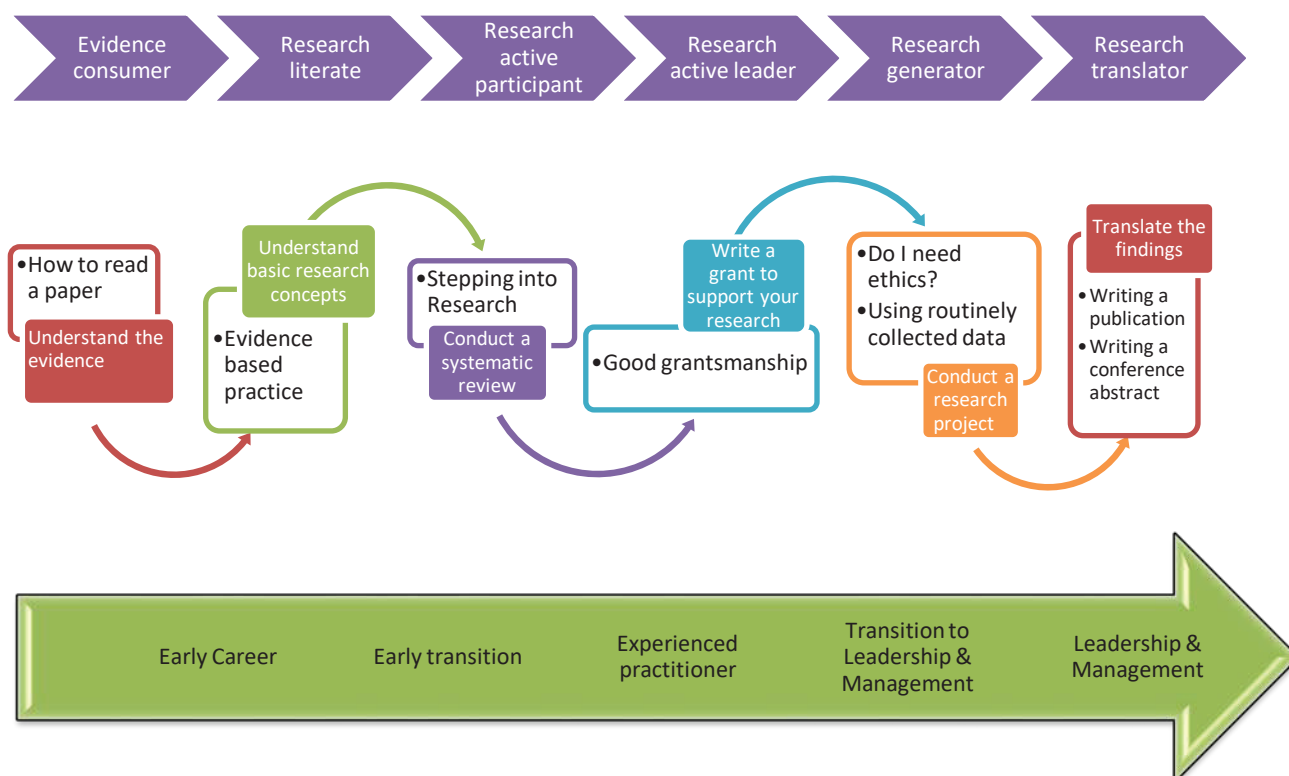 Evidence
consumer
Research
literate
Research
active
participant
Research
active leader
Research
generator
Research
translator
•How to read
a paper
Understand the
evidence
Understand
basic research
concepts
•Evidence
based
practice
•Stepping into
Research
Conduct a
systematic
review
Write a
grant to
support your
research
•Good grantsmanship
•Do I need
ethics?
•Using routinely
collected data
Conduct a
research
project
Translate the
findings
•Writing a
publication
•Writing a
conference
abstract
Early Career
Early transition
Experienced
practitioner
Transition to
Leadership &
Management
Leadership &
Management